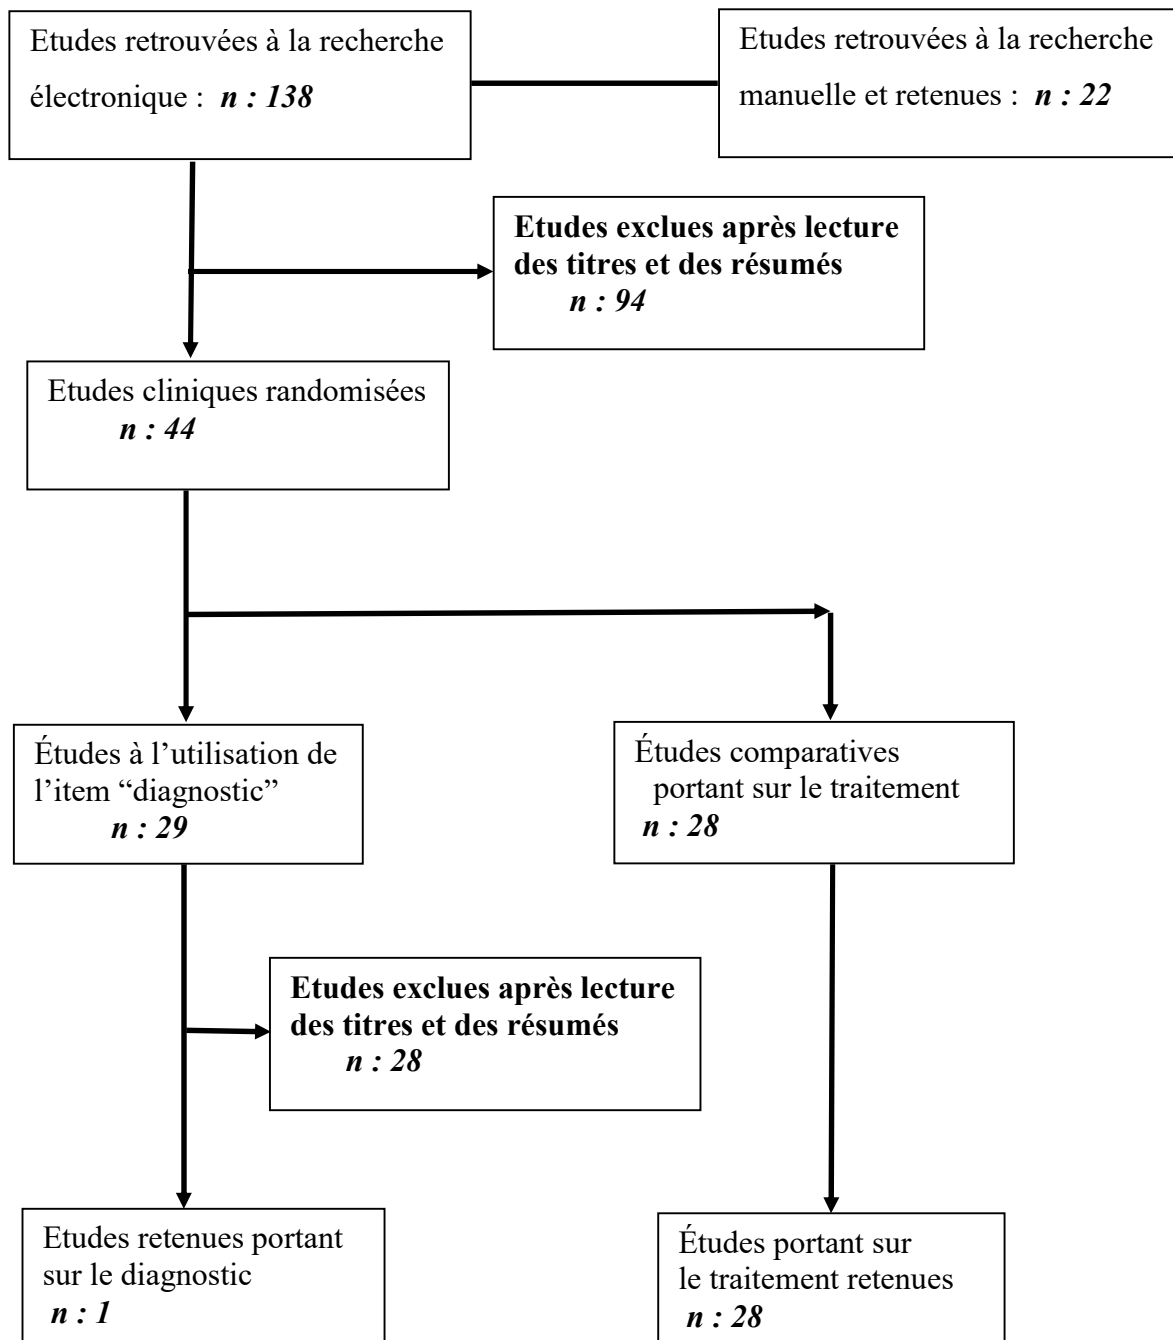 Etudes retrouvées à la recherche
électronique : n : 138
Etudes retrouvées à la recherche
manuelle et retenues : n : 22
Etudes exclues après lecture
des titres et des résumés
n : 94
Etudes cliniques randomisées
n : 44
Études à l’utilisation de
l’item “diagnostic”
n : 29
Études comparatives
portant sur le traitement
n : 28
Etudes exclues après lecture
des titres et des résumés
n : 28
Etudes retenues portant
sur le diagnostic
n : 1
Études portant sur
le traitement retenues
n : 28